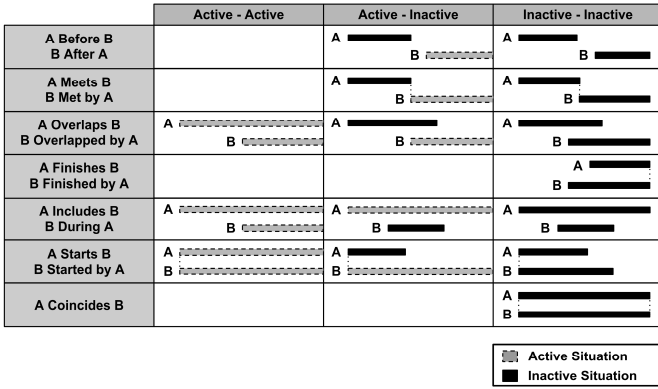 Active - Active
Active - Inactive
Inactive - Inactive
A Before B
B After A
A
B
A
B
A Meets B
B Met by A
A
B
A
B
A Overlaps B
B Overlapped by A
A
B
A
B
A
B
A Finishes B
B Finished by A
A
B
A Includes B
B During A
A
B
A
B
A
B
A Starts B
B Started by A
A
B
A
B
A
B
A Coincides B
A
B
Active Situation
Inactive Situation